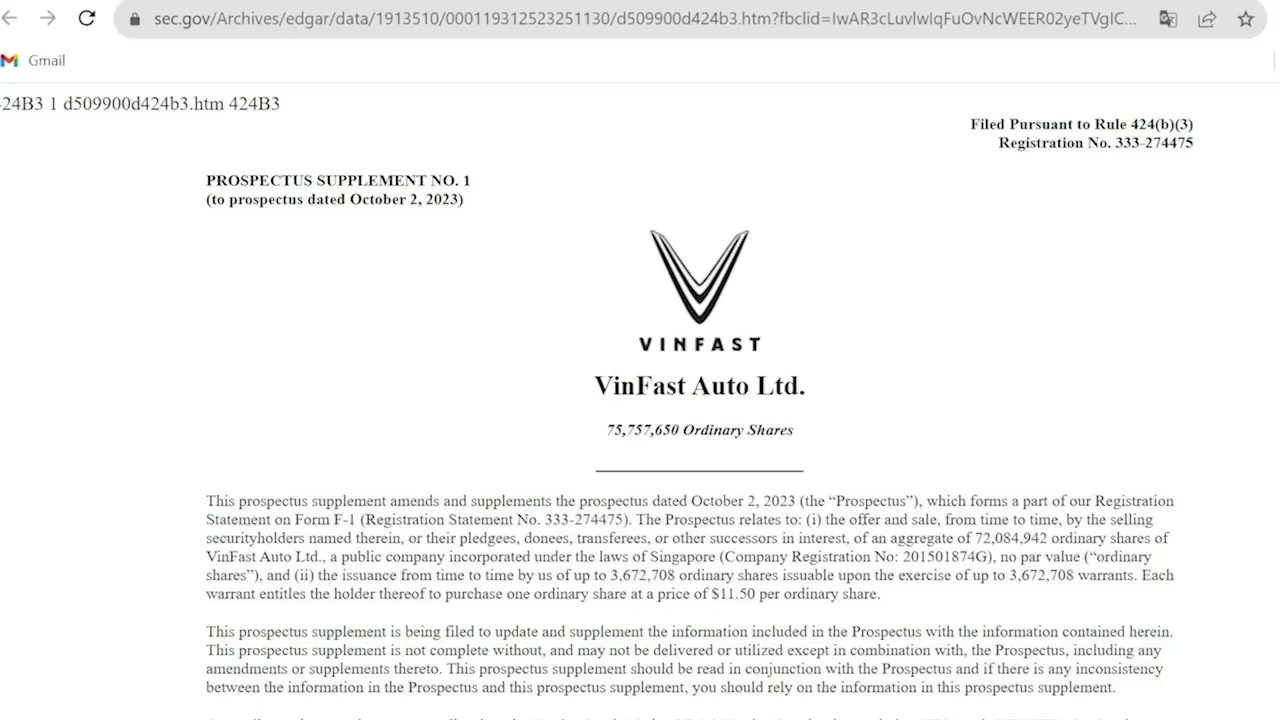 sec.gov/Archives/edgar/data/1913510/000119312523251130/d509900d424b3.htm?fbclid=IwAR3cLuvlwIqFuOvNcWEER02yeTVgIC...
Gmail
24B3 1 d509900d424b3.htm 424B3
Filed Pursuant to Rule 424(b)(3)
Registration No. 333-274475
PROSPECTUS SUPPLEMENT NO. 1
(to prospectus dated October 2, 2023)
VINFAST
VinFast Auto Ltd.
75,757,650 Ordinary Shares
This prospectus supplement amends and supplements the prospectus dated October 2, 2023 (the “Prospectus”), which forms a part of our Registration
Statement on Form F-1 (Registration Statement No. 333-274475). The Prospectus relates to: (i) the offer and sale, from time to time, by the selling
securityholders named therein, or their pledgees, donees, transferees, or other successors in interest, of an aggregate of 72,084,942 ordinary shares of
VinFast Auto Ltd., a public company incorporated under the laws of Singapore (Company Registration No: 201501874G), no par value (“ordinary
shares”), and (ii) the issuance from time to time by us of up to 3,672,708 ordinary shares issuable upon the exercise of up to 3,672,708 warrants. Each
warrant entitles the holder thereof to purchase one ordinary share at a price of $11.50 per ordinary share.
This prospectus supplement is being filed to update and supplement the information included in the Prospectus with the information contained herein.
This prospectus supplement is not complete without, and may not be delivered or utilized except in combination with, the Prospectus, including any
amendments or supplements thereto. This prospectus supplement should be read in conjunction with the Prospectus and if there is any inconsistency
between the information in the Prospectus and this prospectus supplement, you should rely on the information in this prospectus supplement.